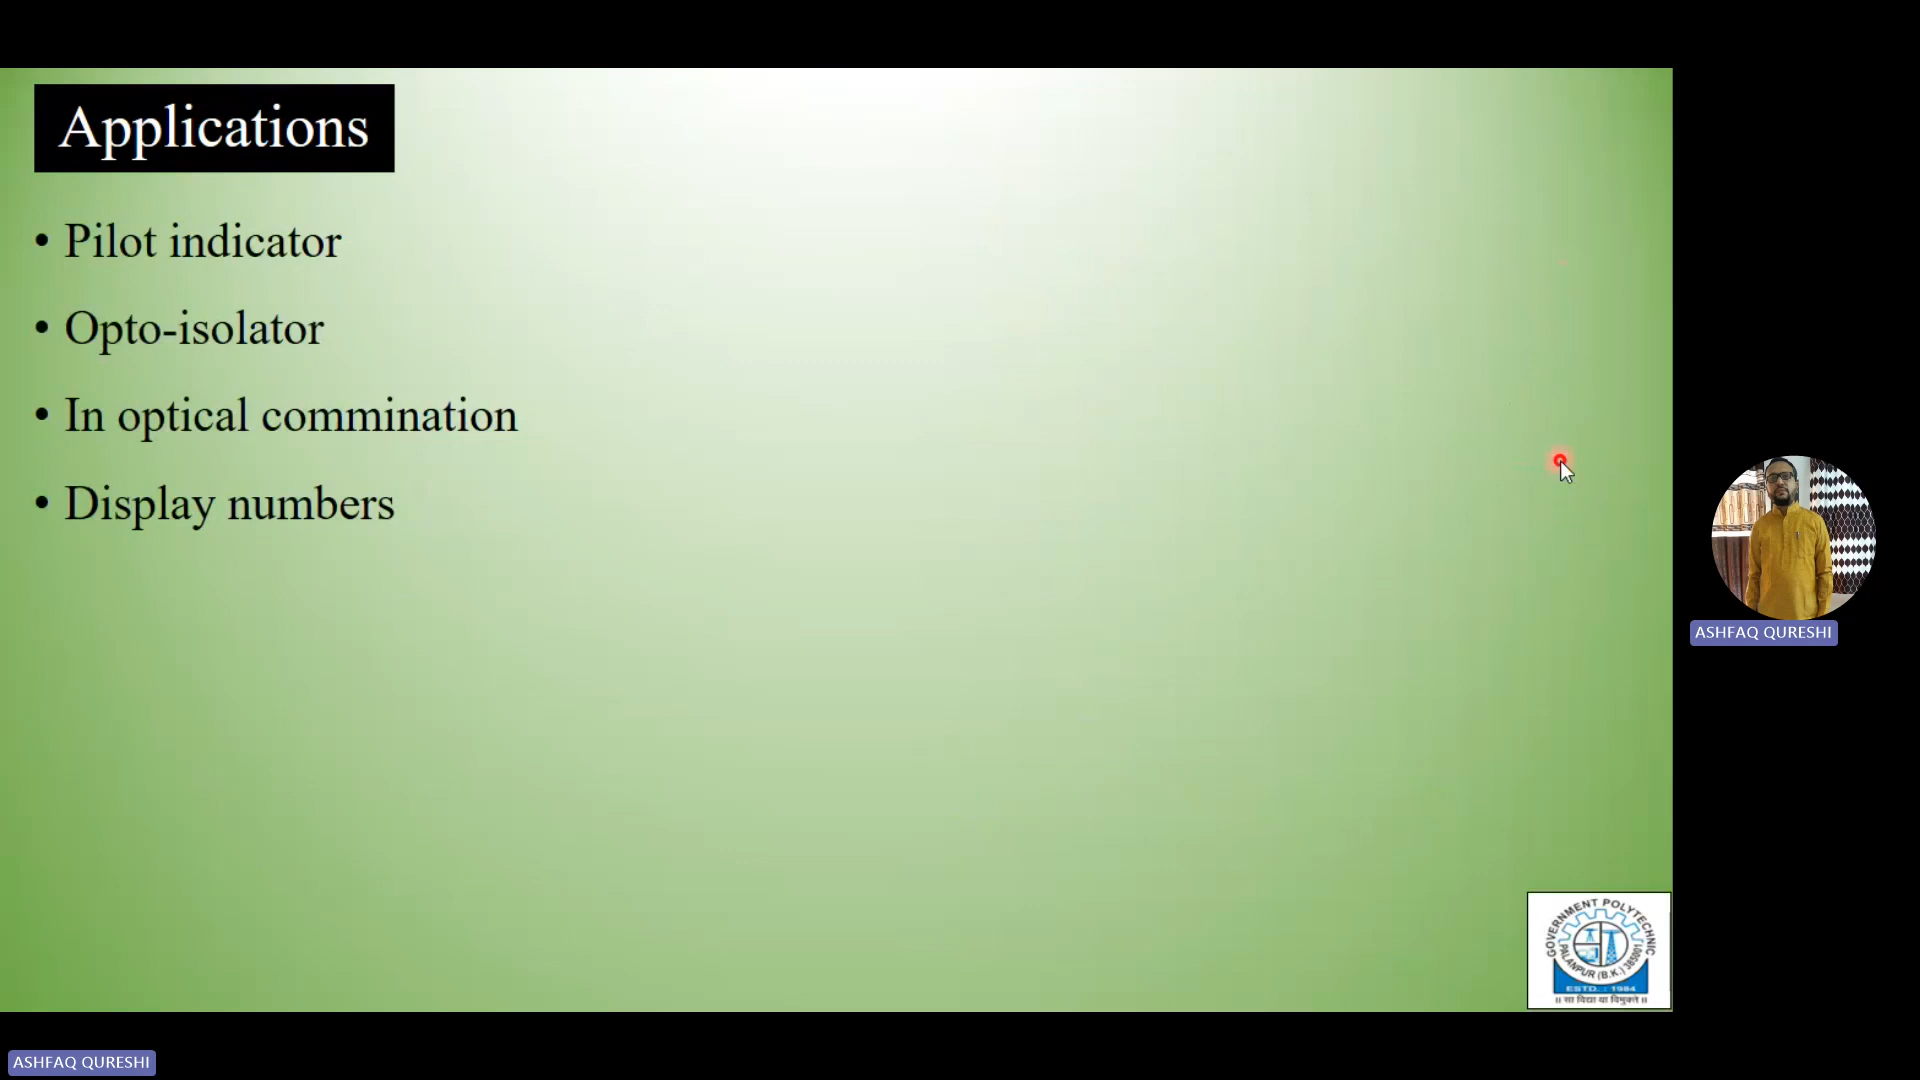 Applications
• Pilot indicator
• Opto-isolator
• In optical commination
• Display numbers
ASHFAQ QURESHI
GOVERNMENT POLYTECHNIC
PALANPUR (B.K.) 385001
ESTD. : 1984
॥ सा विद्या या विमुक्ते ॥
ASHFAQ QURESHI